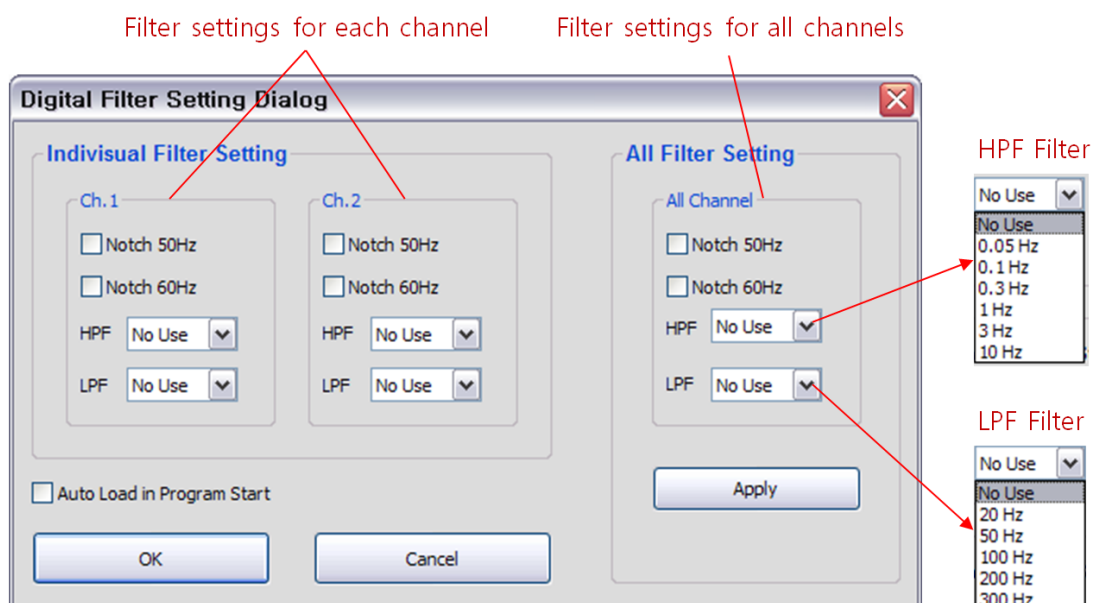 Filter settings for each channel
Filter settings for all channels
Digital Filter Setting Dialog
Indivisual Filter Setting
Ch.1
Notch 50Hz
Notch 60Hz
HPF No Use
LPF No Use
Ch.2
Notch 50Hz
Notch 60Hz
HPF No Use
LPF No Use
Auto Load in Program Start
OK
Cancel
All Filter Setting
All Channel
Notch 50Hz
Notch 60Hz
HPF No Use
LPF No Use
Apply
HPF Filter
No Use
No Use
0.05 Hz
0.1 Hz
0.3 Hz
1 Hz
3 Hz
10 Hz
LPF Filter
No Use
No Use
20 Hz
50 Hz
100 Hz
200 Hz
300 Hz